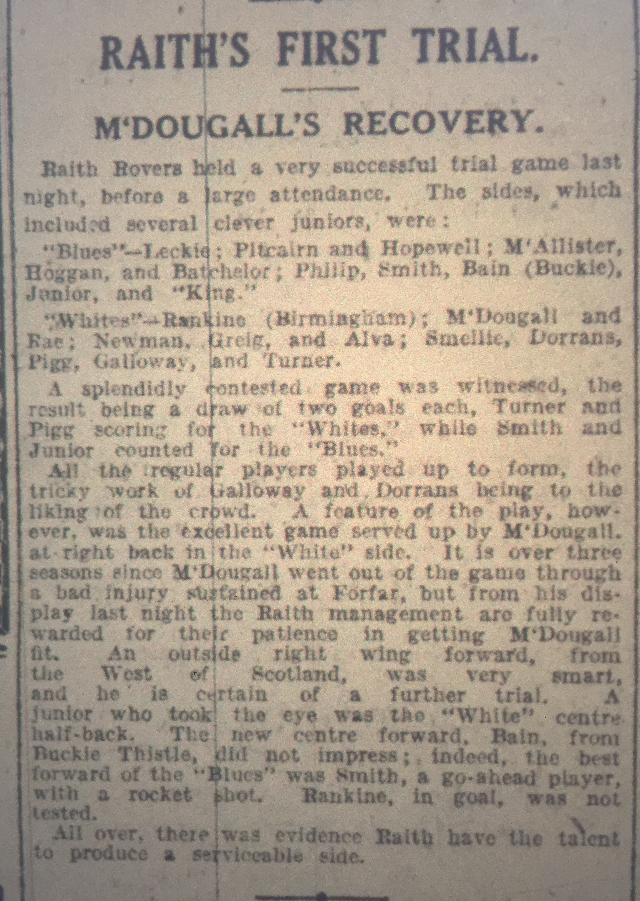 RAITH'S FIRST TRIAL.
M'DOUGALL'S RECOVERY.
Raith Rovers held a very successful trial game last
night, before a large attendance. The sides, which
included several clever juniors, were:
"Blues"—Leckie; Pitcairn and Hopewell; M'Allister,
Hoggan, and Batchelor; Philip, Smith, Bain (Buckie),
Junior, and "King."
"Whites"—Rankine (Birmingham); M'Dougall and
Rae; Newman, Greig, and Alva; Smellie, Dorrans,
Pigg, Galloway, and Turner.
A splendidly contested game was witnessed, the
result being a draw of two goals each, Turner and
Pigg scoring for the "Whites," while Smith and
Junior counted for the "Blues."
All the regular players played up to form, the
tricky work of Galloway and Dorrans being to the
liking of the crowd. A feature of the play, how-
ever, was the excellent game served up by M'Dougall.
at right back in the "White" side. It is over three
seasons since M'Dougall went out of the game through
a bad injury sustained at Forfar, but from his dis-
play last night the Raith management are fully re-
warded for their patience in getting M'Dougall
fit. An outside right wing forward, from
the West of Scotland, was very smart,
and he is certain of a further trial. A
junior who took the eye was the "White" centre
half-back. The new centre forward, Bain, from
Buckie Thistle, did not impress; indeed, the best
forward of the "Blues" was Smith, a go-ahead player,
with a rocket shot. Rankine, in goal, was not
tested.
All over, there was evidence Raith have the talent
to produce a serviceable side.